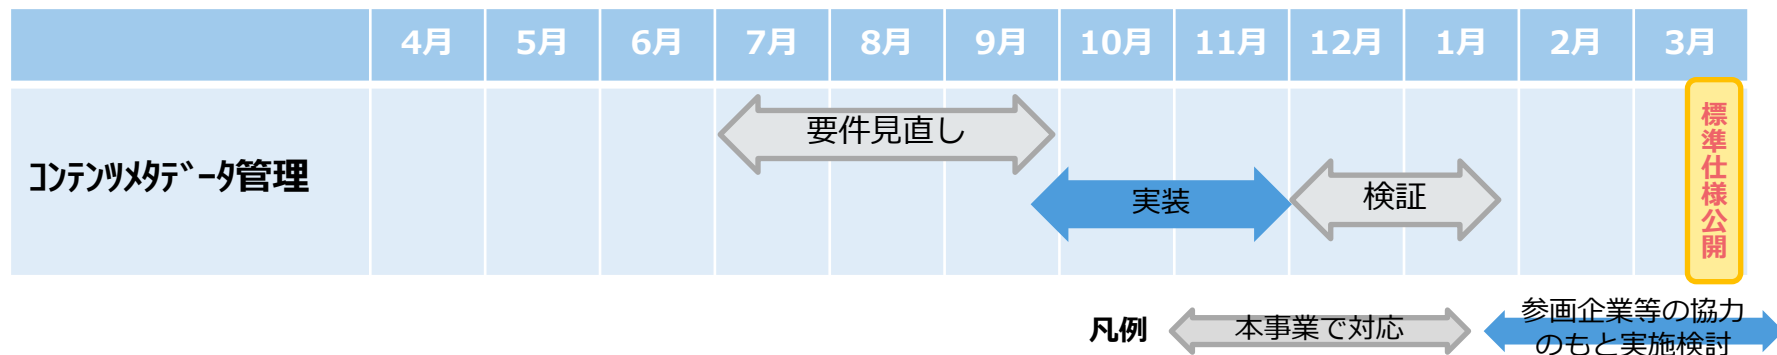 4月 5月 6月 7月 8月 9月 10月 11月 12月 1月 2月 3月
ｺﾝﾃﾝﾂﾒﾀﾃﾞｰﾀ管理
要件見直し
実装
検証
標準仕様公開
凡例
本事業で対応
参画企業等の協力
のもと実施検討